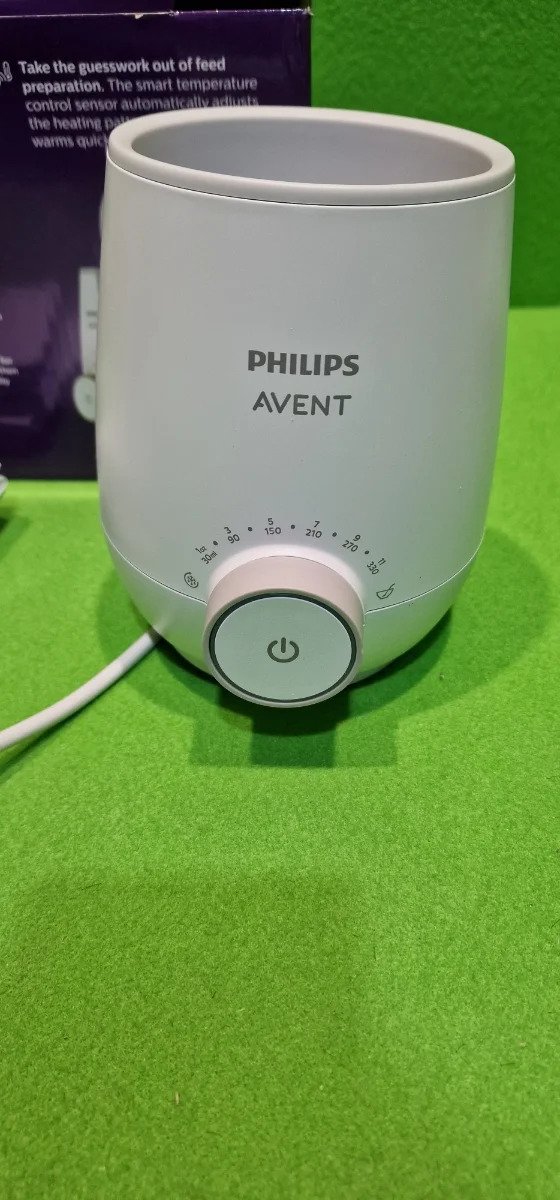 Take the guesswork out of feed
preparation. The smart temperature
control sensor automatically adjusts
the heating
warms
PHILIPS
AVENT
1oz • 3 • 5 • 7 • 9 • 11
30ml 90 150 210 270 330